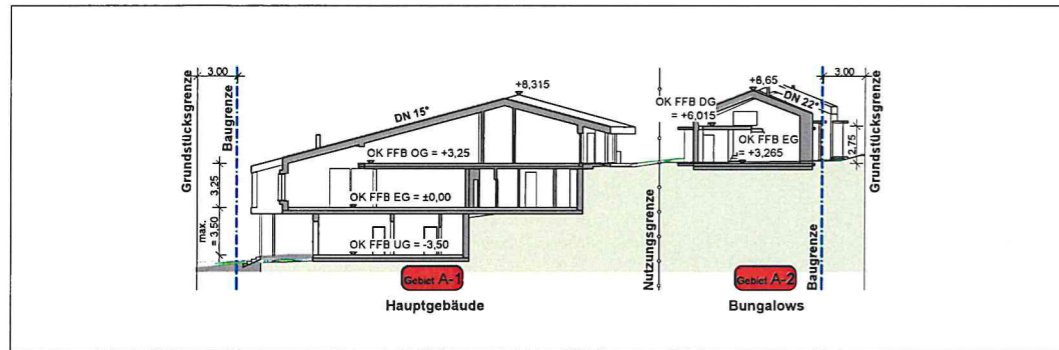 Grundstücksgrenze
3.00
Baugrenze
+8,315
DN 15°
OK FFB OG = +3,25
OK FFB EG = ±0,00
OK FFB UG = -3,50
3,25
max.
= 3,50
Gebiet A-1
Hauptgebäude
Nutzungsgrenze
OK FFB DG
= +6,015
+8,65
DN 22°
OK FFB EG
= +3,265
2,75
3.00
Gebiet A-2
Bungalows
Baugrenze
Grundstücksgrenze